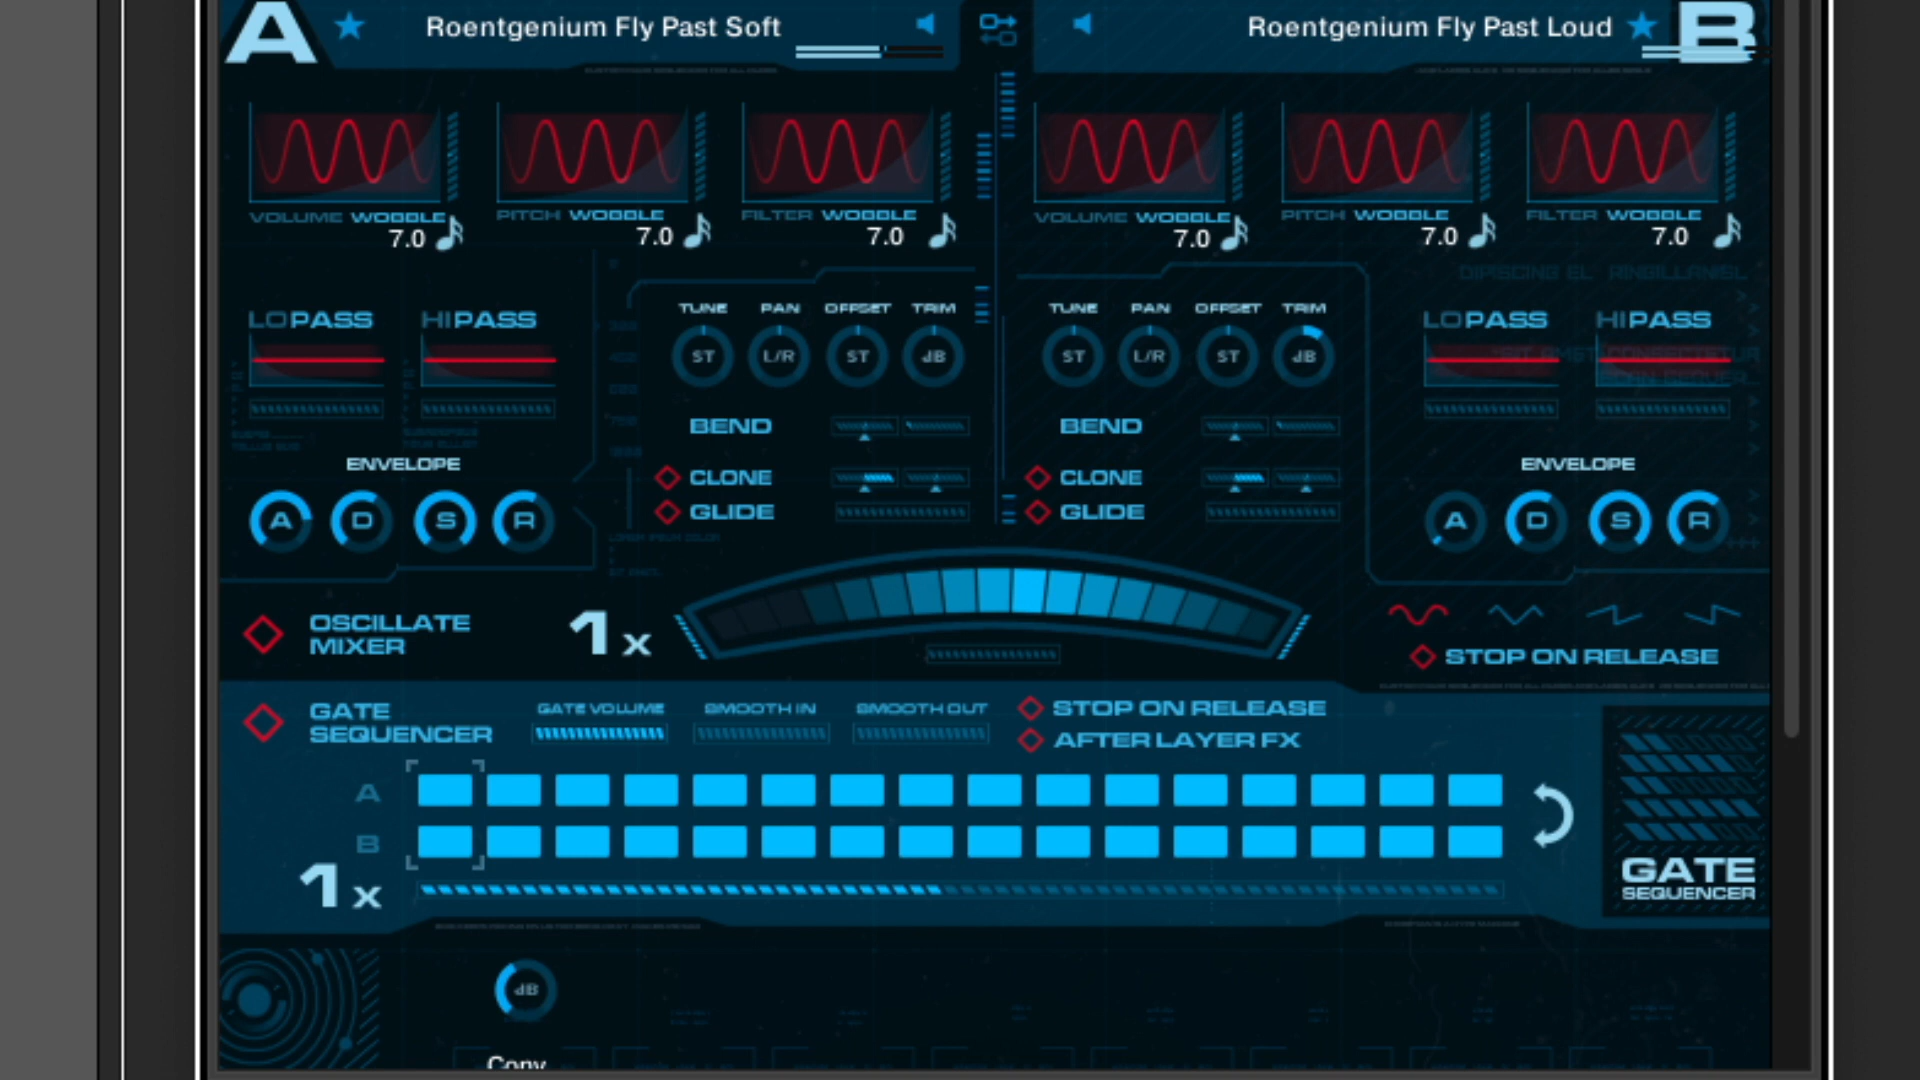 A Roentgenium Fly Past Soft
Roentgenium Fly Past Loud B
VOLUME WOBBLE PITCH WOBBLE FILTER WOBBLE VOLUME WOBBLE PITCH WOBBLE FILTER WOBBLE
7.0 7.0 7.0 7.0 7.0 7.0
LOPASS HIPASS
TUNE PAN OFFSET TRIM
ST L/R ST dB
TUNE PAN OFFSET TRIM
ST L/R ST dB
LOPASS HIPASS
BEND
BEND
ENVELOPE
CLONE
CLONE
ENVELOPE
A D S R
GLIDE
GLIDE
A D S R
OSCILLATE
MIXER
1x
STOP ON RELEASE
GATE
SEQUENCER
GATE VOLUME SMOOTH IN SMOOTH OUT
STOP ON RELEASE
AFTER LAYER FX
A
B
1x
GATE
SEQUENCER
dB
Copy